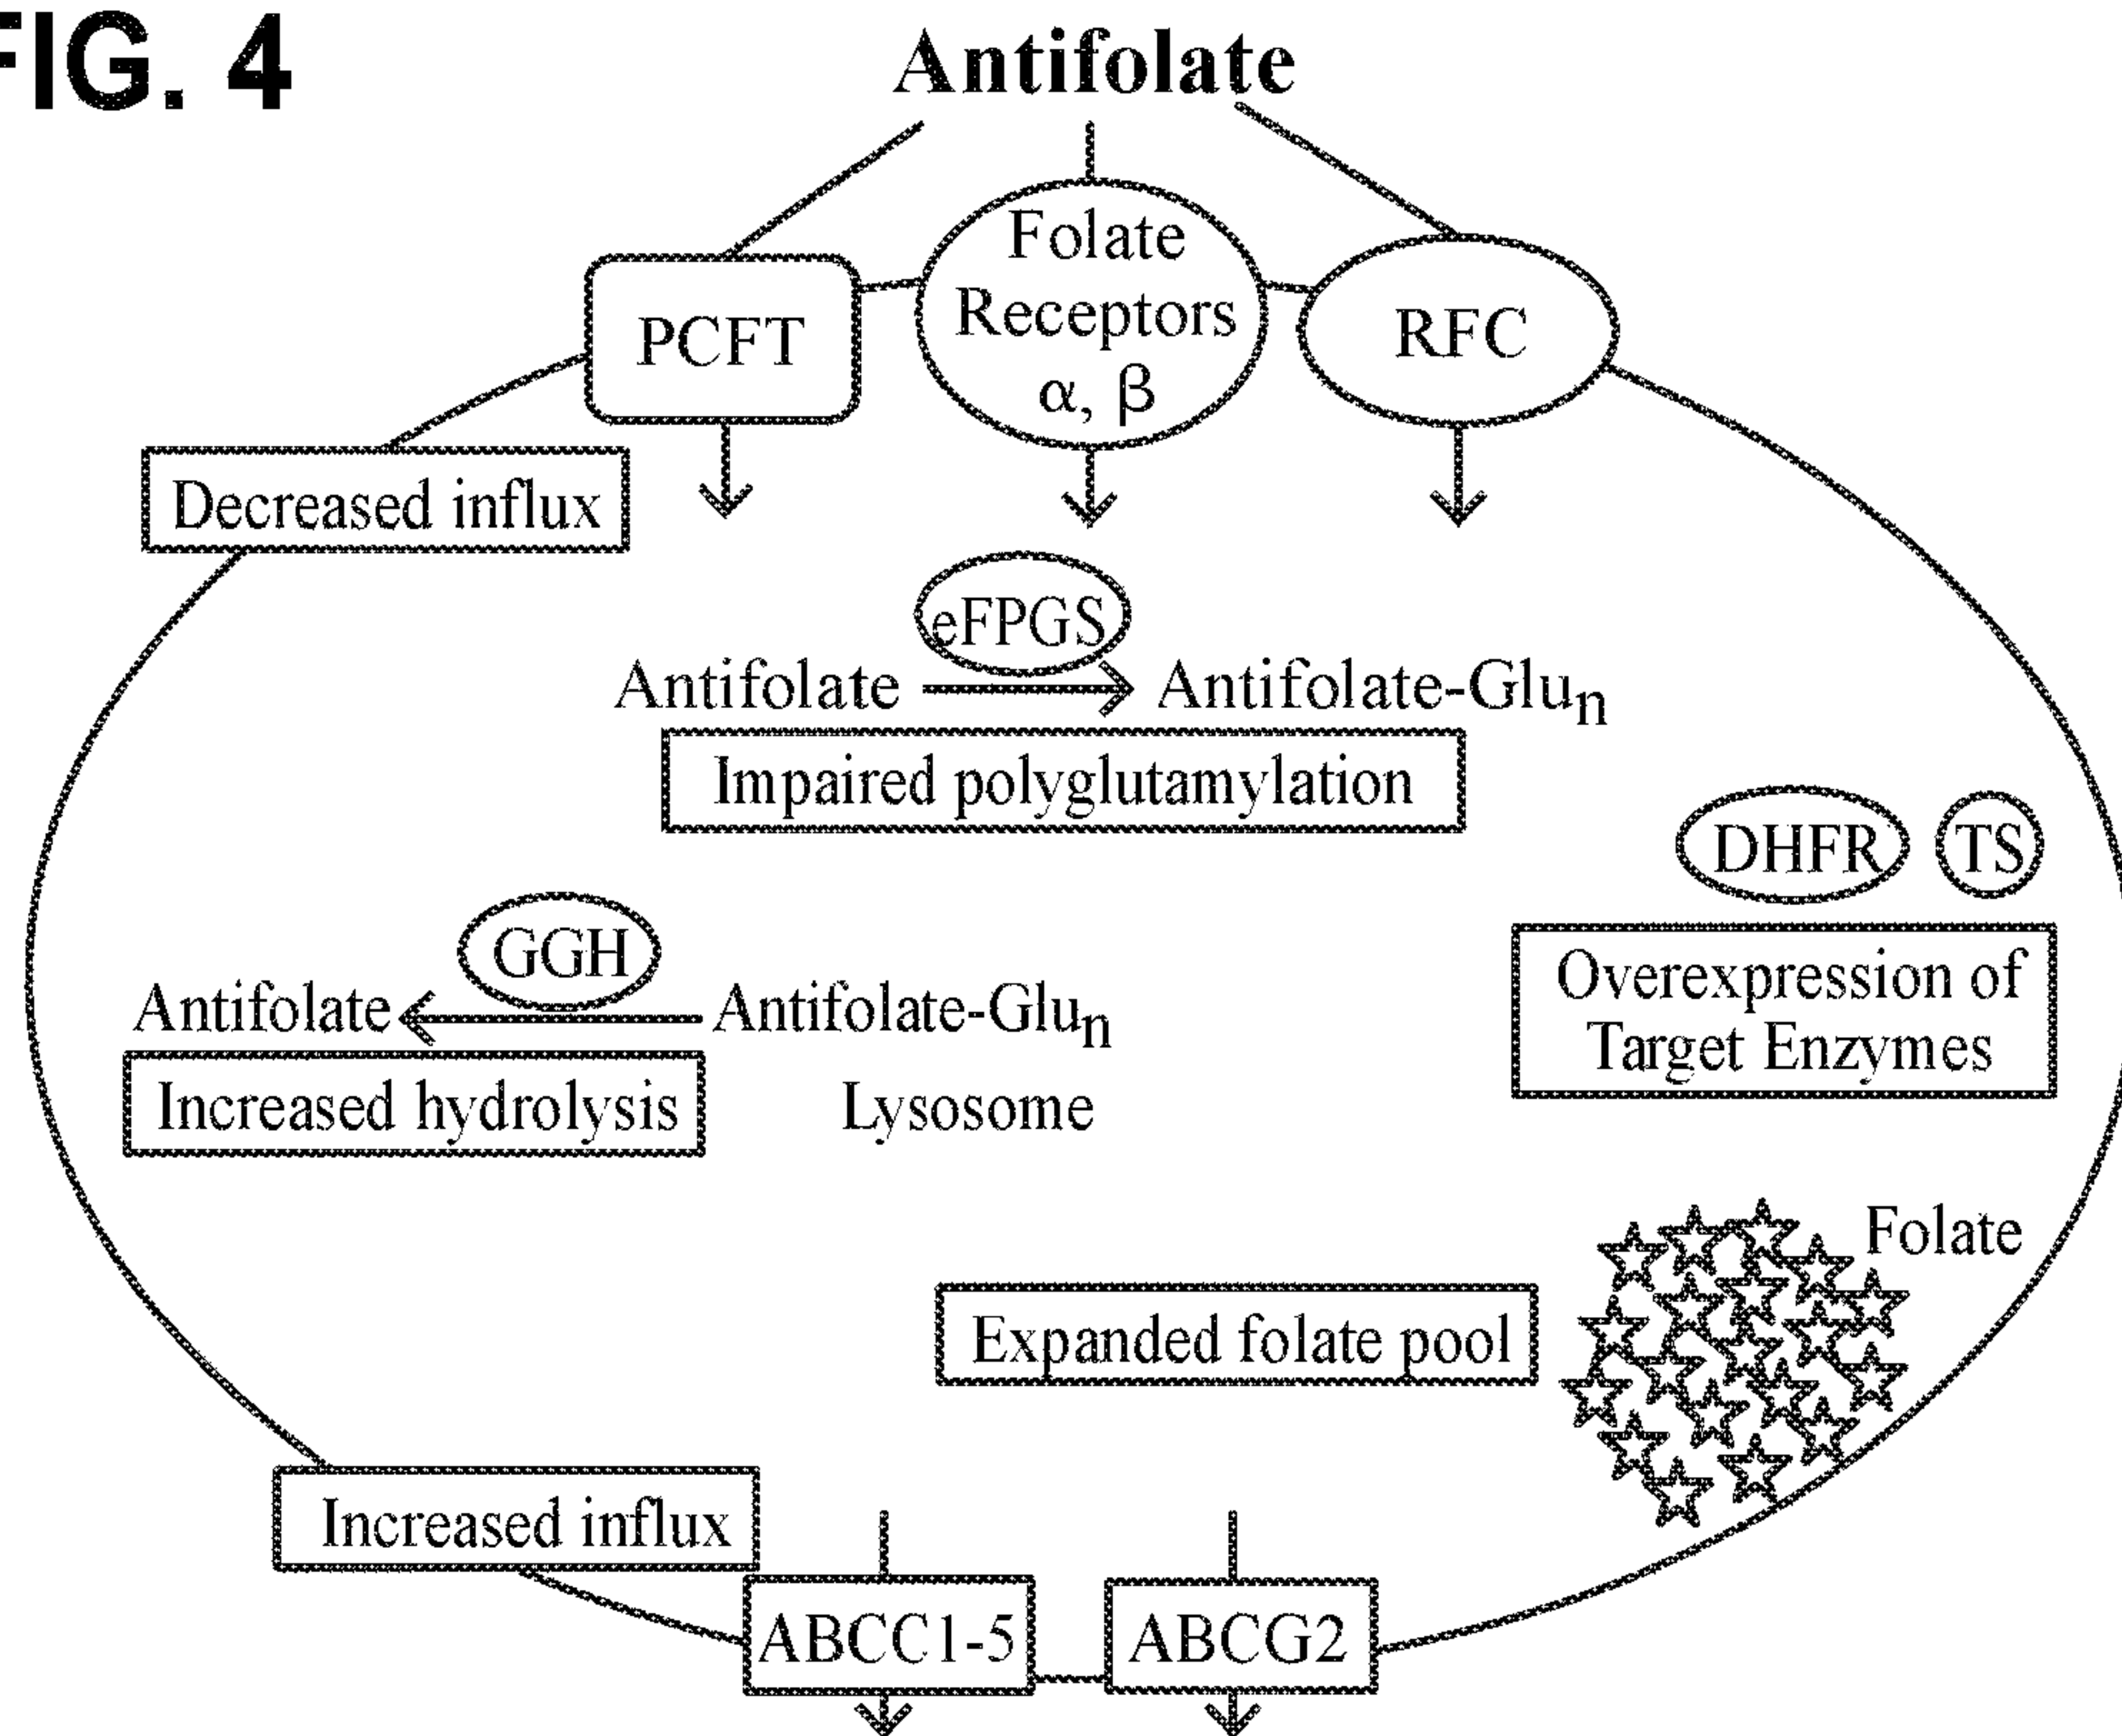 FIG. 4
Antifolate
PCFT
Folate
Receptors
α, β
RFC
Decreased influx
eFPGS
Antifolate
Antifolate-Glun
Impaired polyglutamylation
DHFR
TS
Overexpression of
Target Enzymes
GGH
Antifolate
Antifolate-Glun
Increased hydrolysis
Lysosome
Folate
Expanded folate pool
Increased influx
ABCC1-5
ABCG2